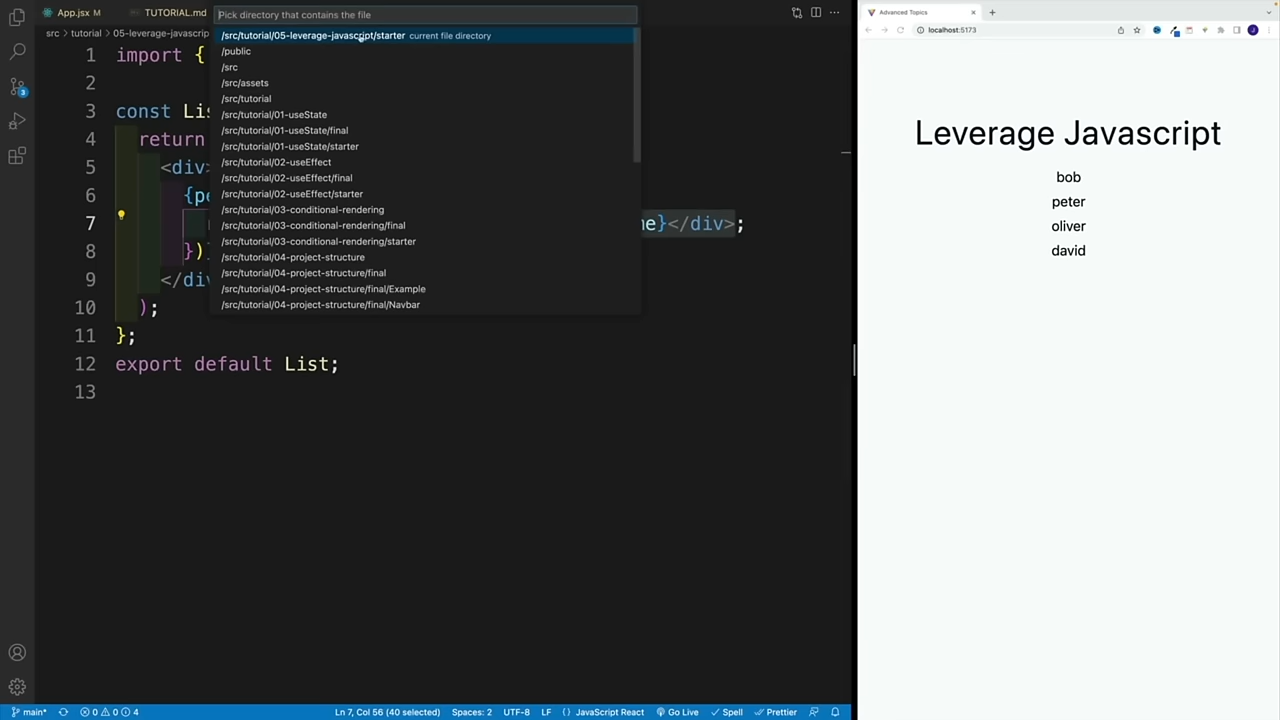 App.jsx M
TUTORIAL.md
Pick directory that contains the file
src › tutorial › 05-leverage-javascrip
/src/tutorial/05-leverage-javascript/starter current file directory
/public
/src
/src/assets
/src/tutorial
/src/tutorial/01-useState
/src/tutorial/01-useState/final
/src/tutorial/01-useState/starter
/src/tutorial/02-useEffect
/src/tutorial/02-useEffect/final
/src/tutorial/02-useEffect/starter
/src/tutorial/03-conditional-rendering
/src/tutorial/03-conditional-rendering/final
/src/tutorial/03-conditional-rendering/starter
/src/tutorial/04-project-structure
/src/tutorial/04-project-structure/final
/src/tutorial/04-project-structure/final/Example
/src/tutorial/04-project-structure/final/Navbar
1 import {
2
3 const Lis
4 return
5 <div>
6 {pe
7 me}</div>;
8 })
9 </div
10 );
11 };
12 export default List;
13
3
main*
0 0 4
Ln 7, Col 56 (40 selected)
Spaces: 2
UTF-8
LF
{ } JavaScript React
Go Live
Spell
Prettier
Advanced Topics
localhost:5173
J
Leverage Javascript
bob
peter
oliver
david